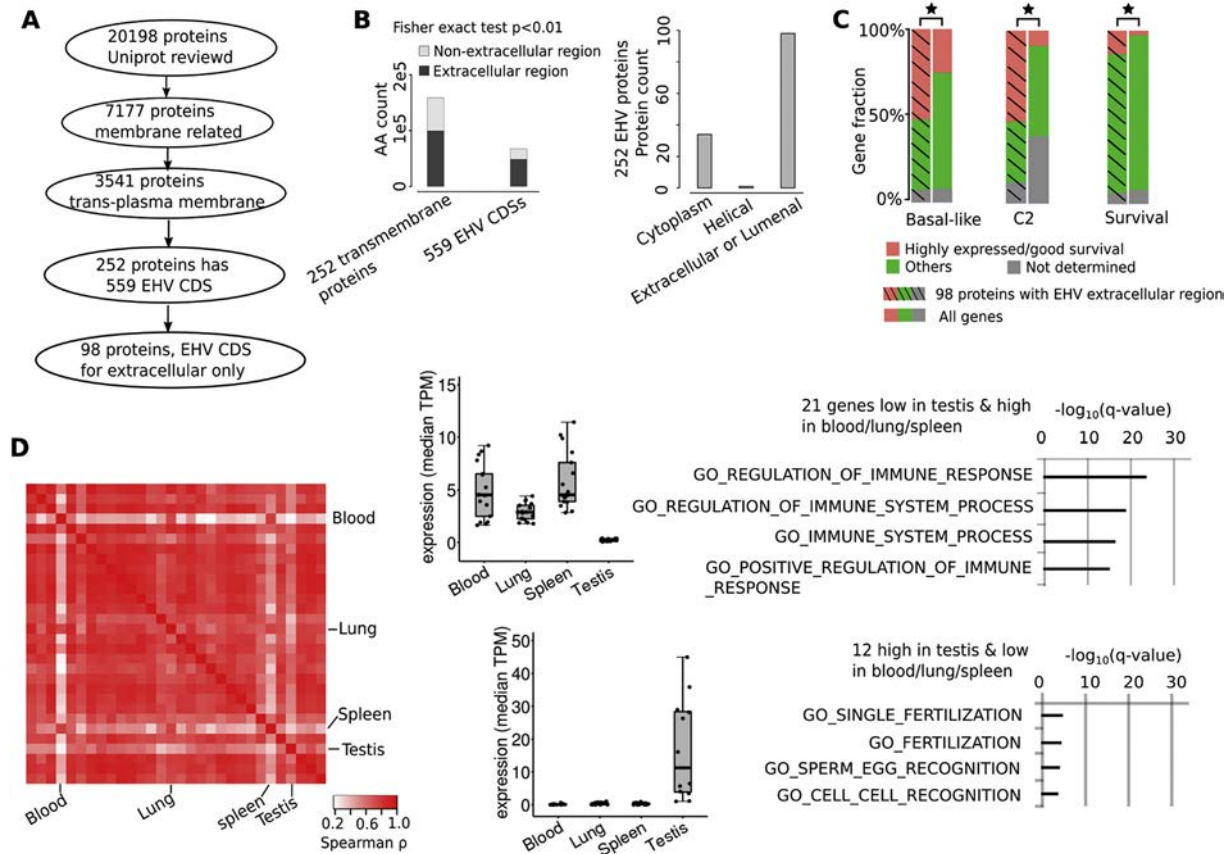 A
20198 proteins
Uniprot reviewd
7177 proteins
membrane related
3541 proteins
trans-plasma membrane
252 proteins has
559 EHV CDS
98 proteins, EHV CDS
for extracellular only
B
Fisher exact test p<0.01
Non-extracellular region
Extracellular region
AA count
2e5
1e5
0
252 transmembrane
proteins
559 EHV CDSs
252 EHV proteins
Protein count
100
60
20
0
Cytoplasm
Helical
Extracellular or Lumenal
C
★ ★ ★
Gene fraction
100%
50%
0%
Basal-like C2 Survival
Highly expressed/good survival
Others Not determined
98 proteins with EHV extracellular region
All genes
D
Blood
Lung
Spleen
Testis
Blood Lung spleen Testis
0.2 0.6 1.0
Spearman ρ
expression (median TPM)
15
10
5
0
Blood Lung Spleen Testis
21 genes low in testis & high
in blood/lung/spleen
-log10(q-value)
0 10 20 30
GO_REGULATION_OF_IMMUNE_RESPONSE
GO_REGULATION_OF_IMMUNE_SYSTEM_PROCESS
GO_IMMUNE_SYSTEM_PROCESS
GO_POSITIVE_REGULATION_OF_IMMUNE
_RESPONSE
expression (median TPM)
50
40
30
20
10
0
Blood Lung Spleen Testis
12 high in testis & low
in blood/lung/spleen
-log10(q-value)
0 10 20 30
GO_SINGLE_FERTILIZATION
GO_FERTILIZATION
GO_SPERM_EGG_RECOGNITION
GO_CELL_CELL_RECOGNITION